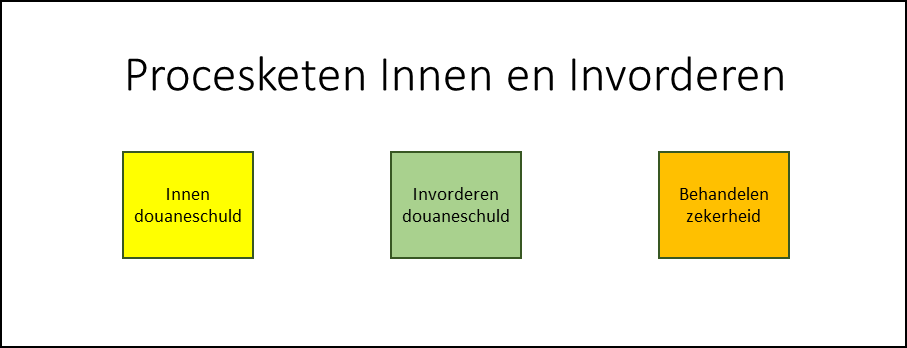 Procesketen Innen en Invorderen
Innen
douaneschuld
Invorderen
douaneschuld
Behandelen
zekerheid